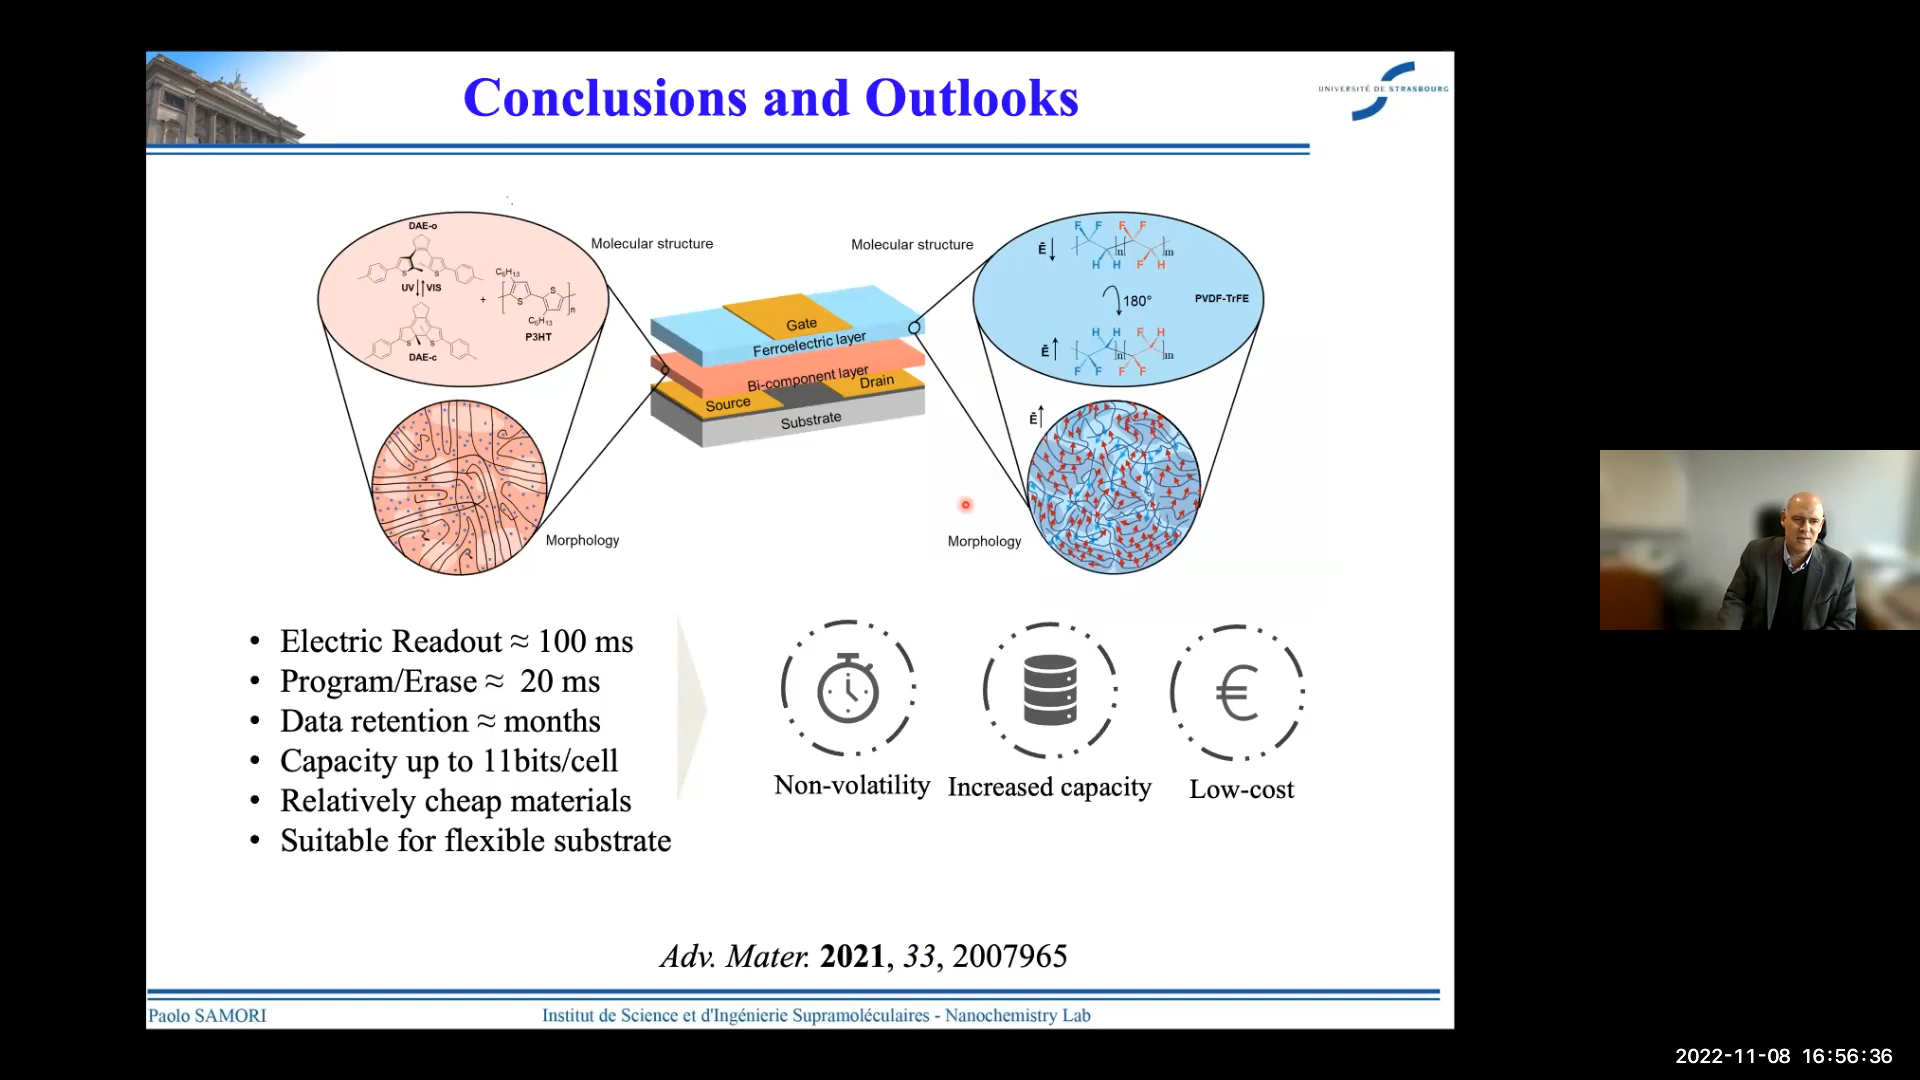 Conclusions and Outlooks
UNIVERSITÉ DE STRASBOURG
DAE-o
S
S
UV
VIS
S
S
DAE-c
+
C₆H₁₃
S
S
n
C₆H₁₃
P3HT
Molecular structure
Morphology
Gate
Ferroelectric layer
Bi-component layer
Source
Drain
Substrate
Molecular structure
Ē
F F F F
n m
H H F H
180°
PVDF-TrFE
Ē
H H F H
n m
F F F F
Ē
Morphology
• Electric Readout ≈ 100 ms
• Program/Erase ≈ 20 ms
• Data retention ≈ months
• Capacity up to 11bits/cell
• Relatively cheap materials
• Suitable for flexible substrate
€
Non-volatility
Increased capacity
Low-cost
Adv. Mater. 2021, 33, 2007965
Paolo SAMORI
Institut de Science et d'Ingénierie Supramoléculaires - Nanochemistry Lab
2022-11-08 16:56:36